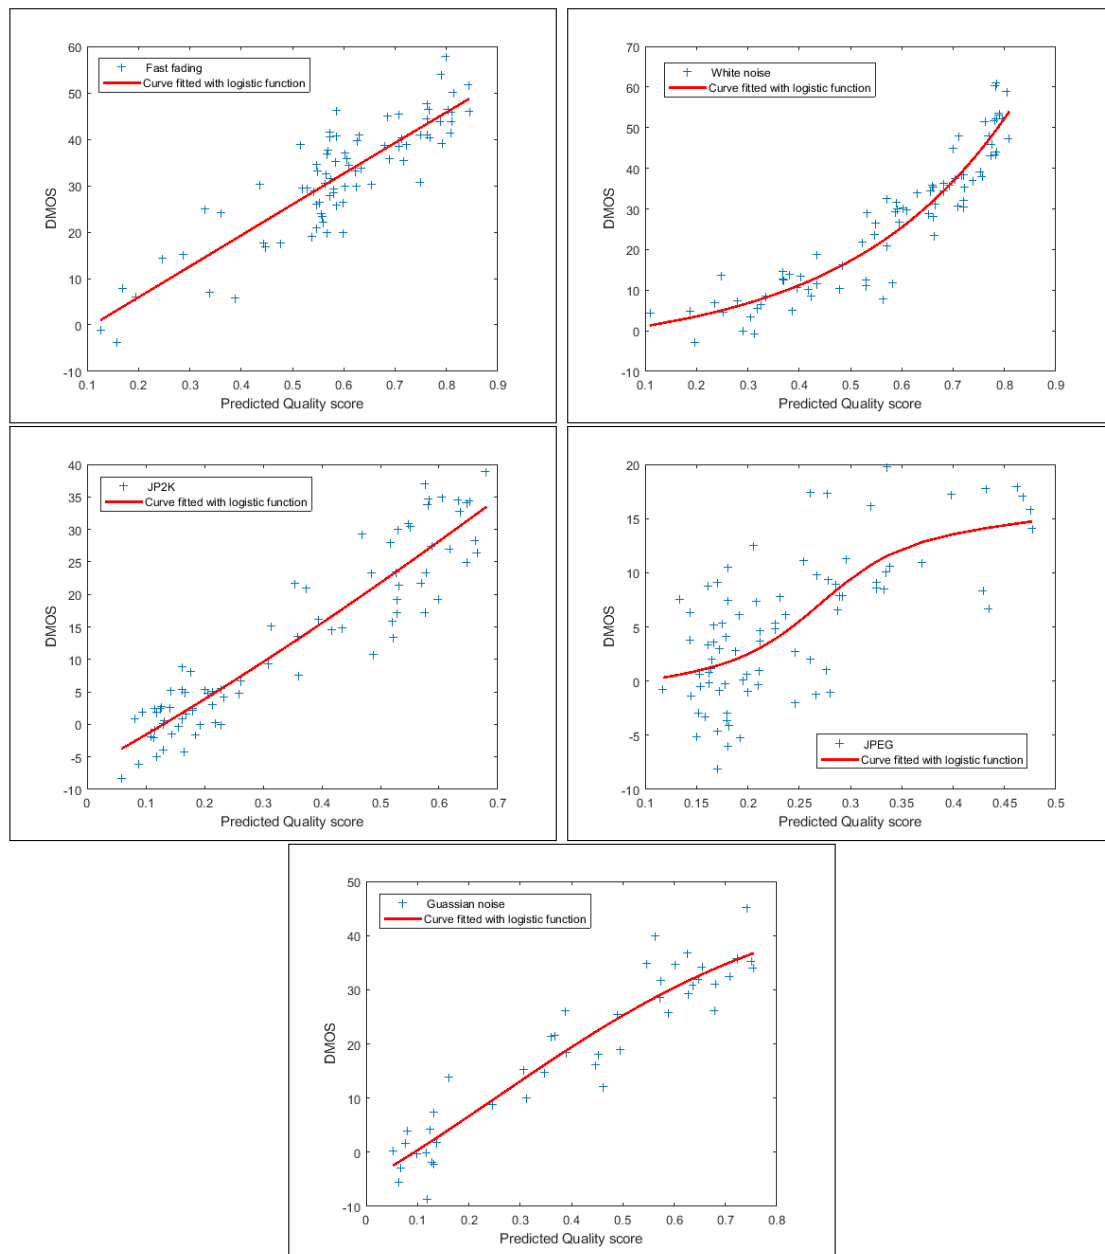 60
50
40
30
20
10
0
-10
DMOS
Fast fading
Curve fitted with logistic function
0.1 0.2 0.3 0.4 0.5 0.6 0.7 0.8 0.9
Predicted Quality score
70
60
50
40
30
20
10
0
-10
DMOS
White noise
Curve fitted with logistic function
0.1 0.2 0.3 0.4 0.5 0.6 0.7 0.8 0.9
Predicted Quality score
40
35
30
25
20
15
10
5
0
-5
-10
DMOS
JP2K
Curve fitted with logistic function
0 0.1 0.2 0.3 0.4 0.5 0.6 0.7
Predicted Quality score
20
15
10
5
0
-5
-10
DMOS
JPEG
Curve fitted with logistic function
0.1 0.15 0.2 0.25 0.3 0.35 0.4 0.45 0.5
Predicted Quality score
50
40
30
20
10
0
-10
DMOS
Guassian noise
Curve fitted with logistic function
0 0.1 0.2 0.3 0.4 0.5 0.6 0.7 0.8
Predicted Quality score